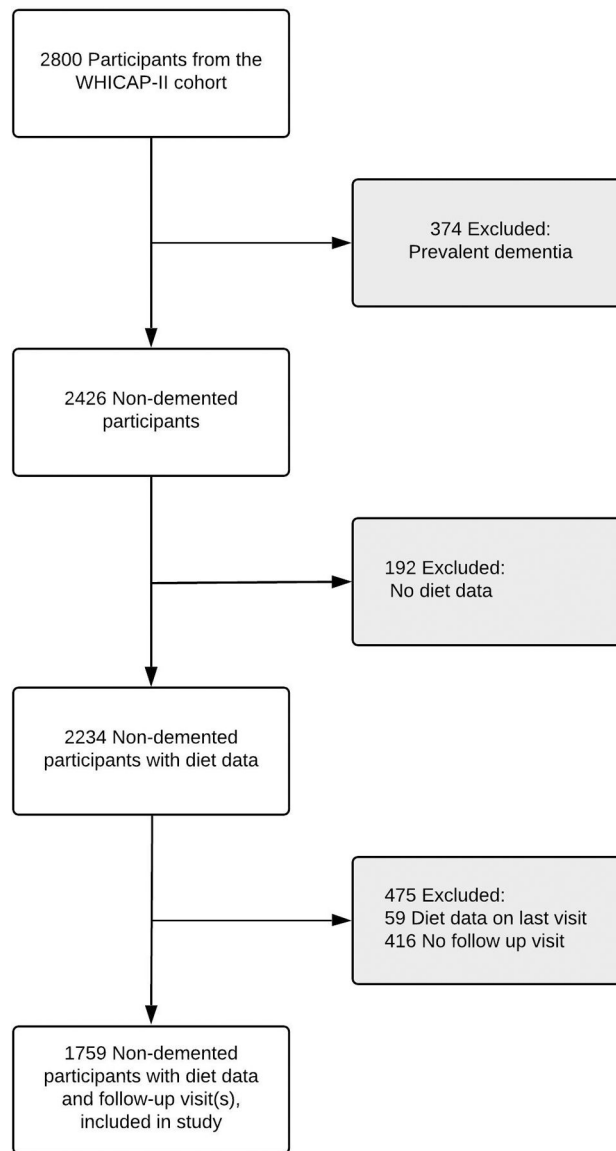 2800 Participants from the
WHICAP-II cohort
374 Excluded:
Prevalent dementia
2426 Non-demented
participants
192 Excluded:
No diet data
2234 Non-demented
participants with diet data
475 Excluded:
59 Diet data on last visit
416 No follow up visit
1759 Non-demented
participants with diet data
and follow-up visit(s),
included in study